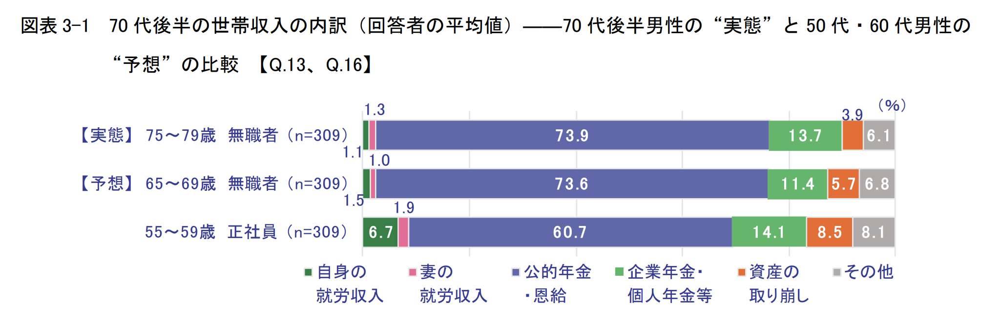 図表 3-1　70 代後半の世帯収入の内訳（回答者の平均値）――70 代後半男性の“実態”と 50 代・60 代男性の
“予想”の比較　【Q.13、Q.16】
（%）
1.3
3.9
【実態】 75～79歳　無職者（n=309）
73.9
13.7
6.1
1.1
1.0
【予想】 65～69歳　無職者（n=309）
73.6
11.4
5.7
6.8
1.5
1.9
55～59歳　正社員（n=309）
6.7
60.7
14.1
8.5
8.1
自身の
就労収入
妻の
就労収入
公的年金
・恩給
企業年金・
個人年金等
資産の
取り崩し
その他